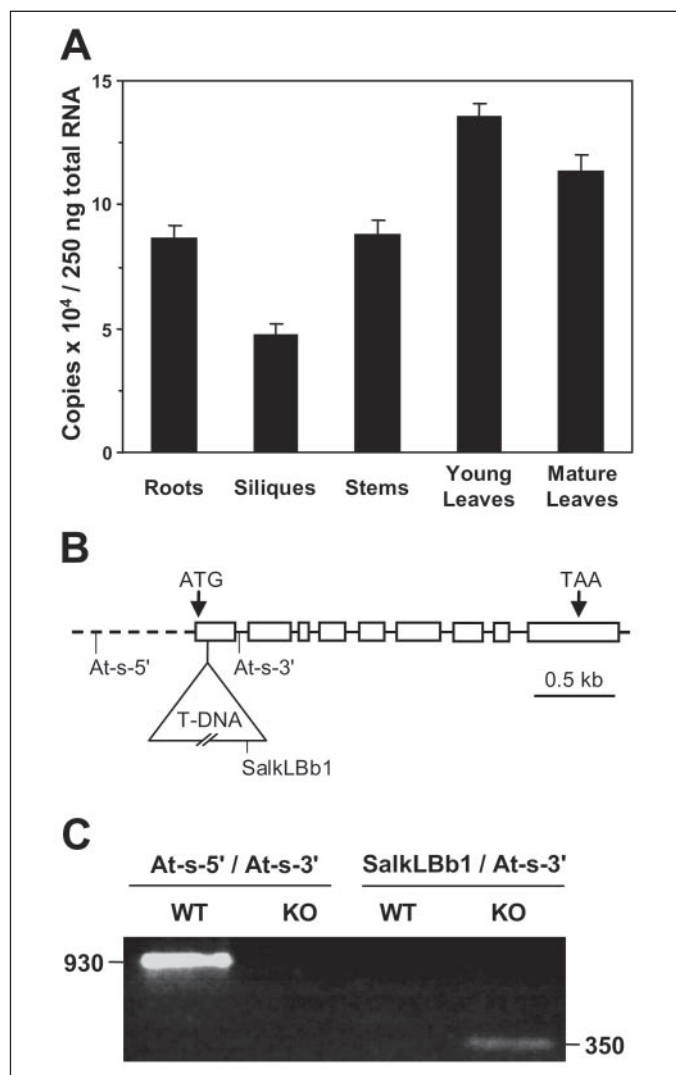 A
Copies x 10⁴ / 250 ng total RNA
15
10
5
0
Roots
Siliques
Stems
Young
Leaves
Mature
Leaves
B
ATG
TAA
At-s-5'
At-s-3'
0.5 kb
T-DNA
SalkLBb1
C
At-s-5' / At-s-3'
SalkLBb1 / At-s-3'
WT KO WT KO
930
350